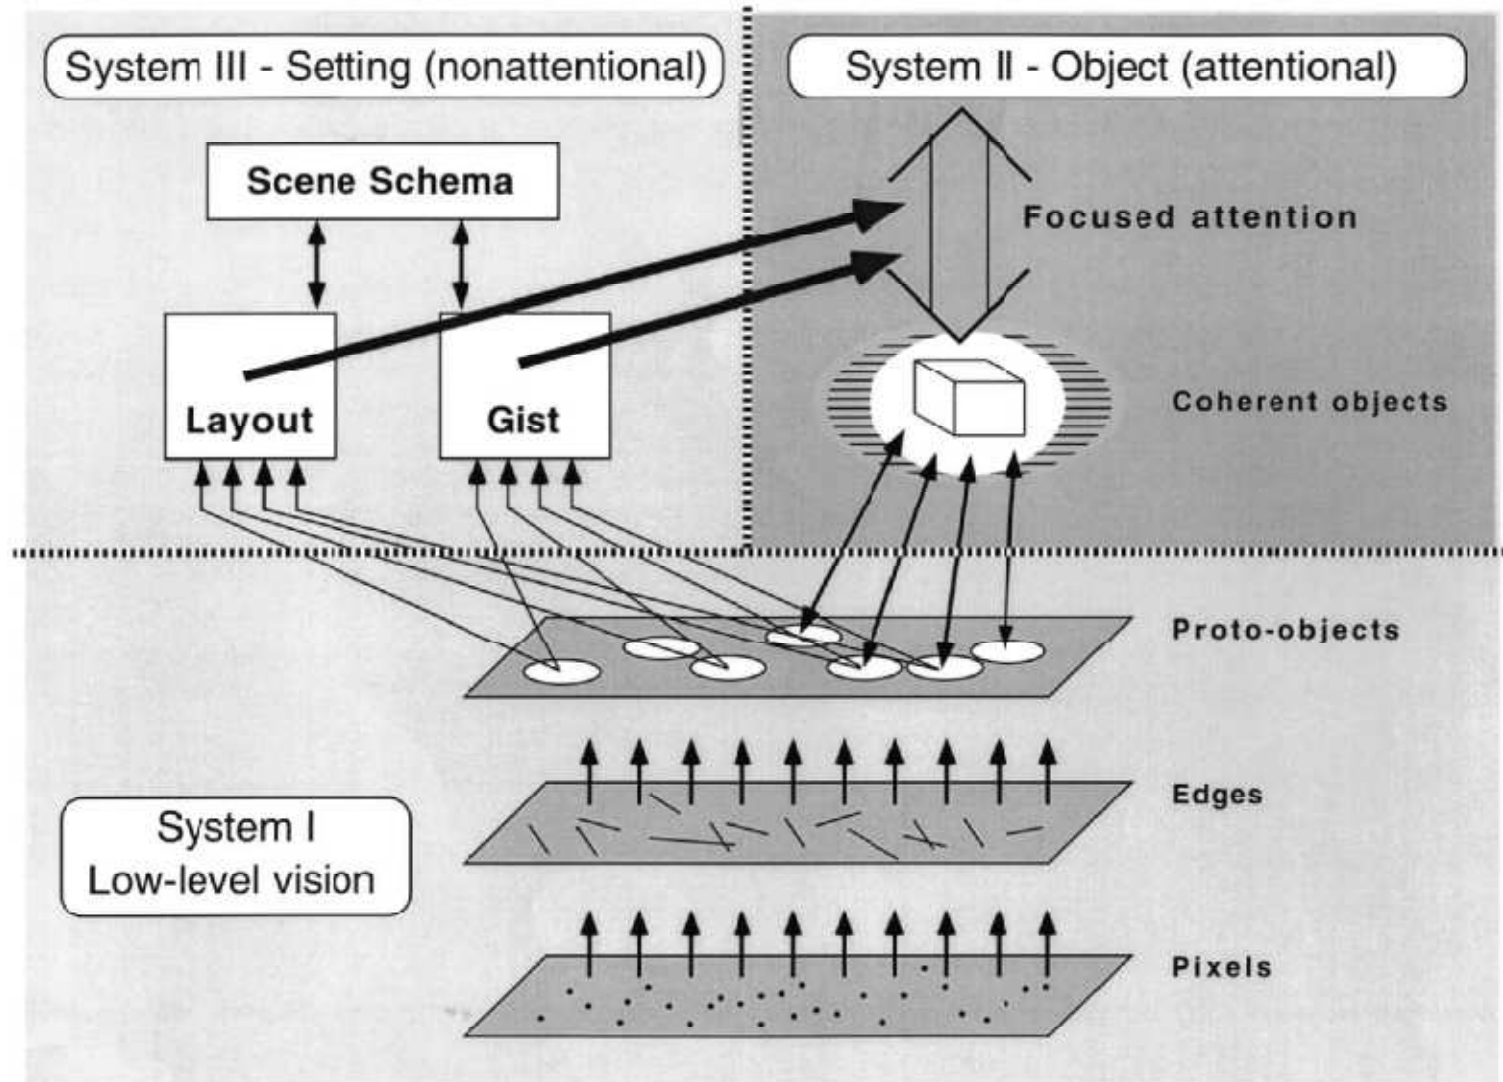 System III - Setting (nonattentional)
System II - Object (attentional)
Scene Schema
Focused attention
Layout
Gist
Coherent objects
Proto-objects
Edges
System I
Low-level vision
Pixels